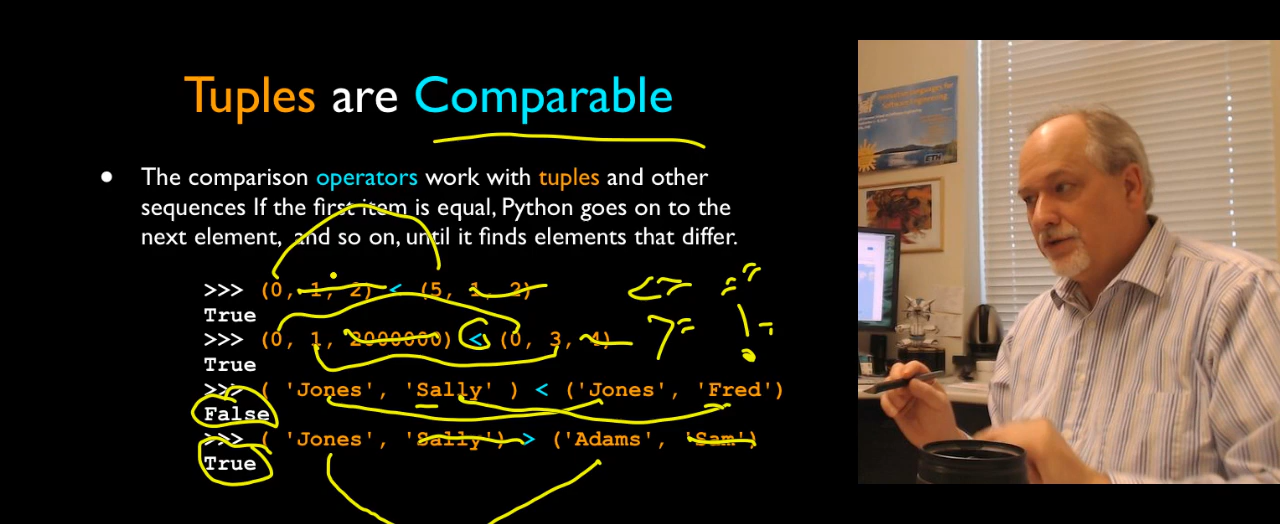 Tuples are Comparable
• The comparison operators work with tuples and other
sequences If the first item is equal, Python goes on to the
next element, and so on, until it finds elements that differ.
>>> (0, 1, 2) < (5, 1, 2)
True
>>> (0, 1, 2000000) < (0, 3, 4)
True
>>> ( 'Jones', 'Sally' ) < ('Jones', 'Fred')
False
>>> ( 'Jones', 'Sally') > ('Adams', 'Sam')
True
<= ==
>= !=
Software Engineering
ETH